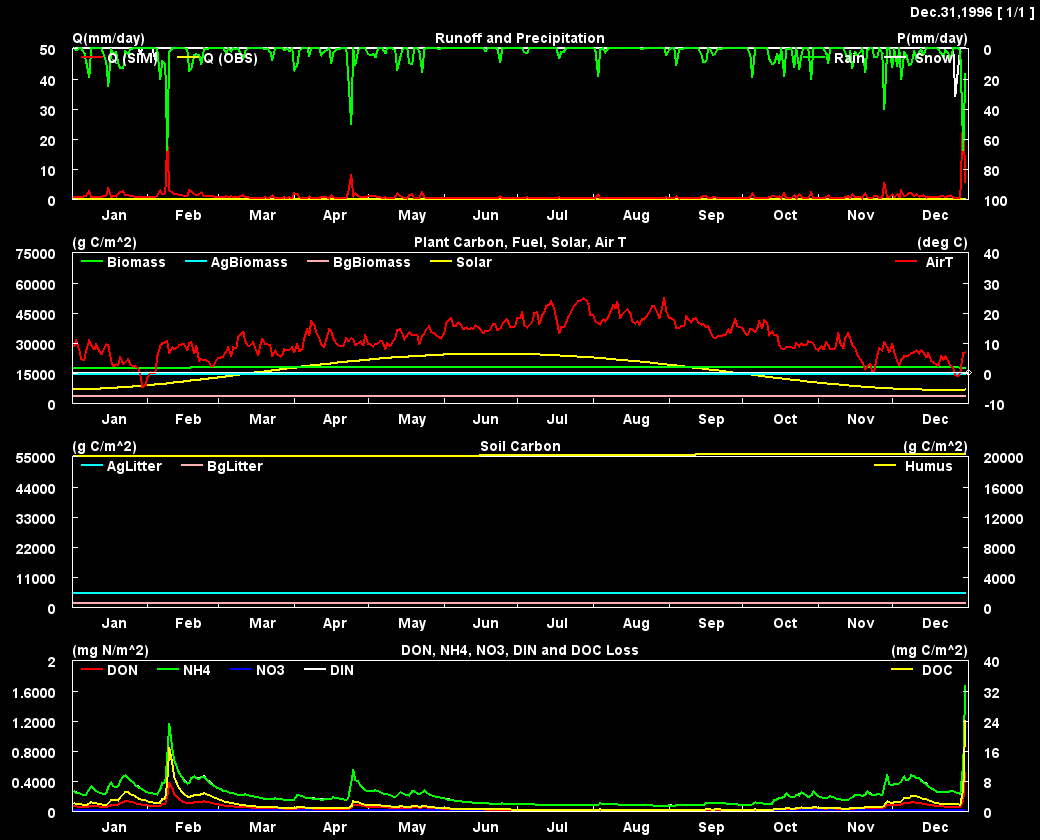 Dec.31,1996 [ 1/1 ]
Q(mm/day) Runoff and Precipitation P(mm/day)
50 0
Q (SIM) Q (OBS) Rain Snow
40 20
30 40
20 60
10 80
0 100
Jan Feb Mar Apr May Jun Jul Aug Sep Oct Nov Dec
(g C/m^2) Plant Carbon, Fuel, Solar, Air T (deg C)
75000 40
Biomass AgBiomass BgBiomass Solar AirT
60000 30
45000 20
30000 10
15000 0
0 -10
Jan Feb Mar Apr May Jun Jul Aug Sep Oct Nov Dec
(g C/m^2) Soil Carbon (g C/m^2)
55000 20000
AgLitter BgLitter Humus
44000 16000
33000 12000
22000 8000
11000 4000
0 0
Jan Feb Mar Apr May Jun Jul Aug Sep Oct Nov Dec
(mg N/m^2) DON, NH4, NO3, DIN and DOC Loss (mg C/m^2)
2 40
DON NH4 NO3 DIN DOC
1.6000 32
1.2000 24
0.8000 16
0.4000 8
0 0
Jan Feb Mar Apr May Jun Jul Aug Sep Oct Nov Dec